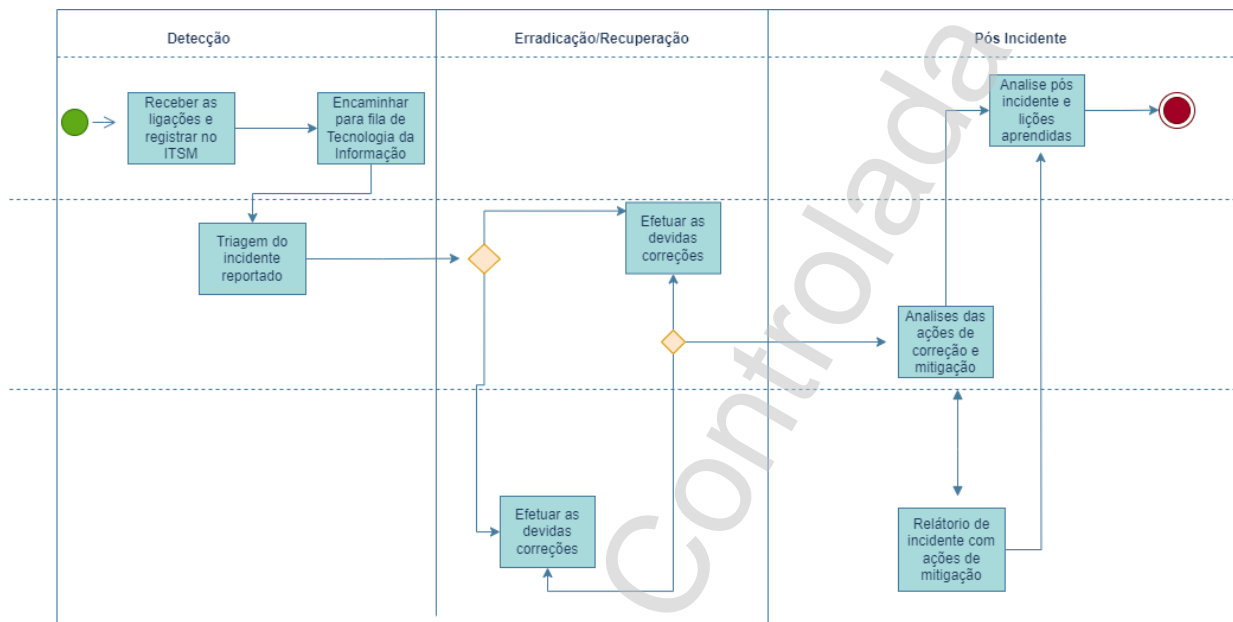 Detecção
Erradicação/Recuperação
Pós Incidente
Receber as
ligações e
registrar no
ITSM
Encaminhar
para fila de
Tecnologia da
Informação
Analise pós
incidente e
lições
aprendidas
Triagem do
incidente
reportado
Efetuar as
devidas
correções
Analises das
ações de
correção e
mitigação
Efetuar as
devidas
correções
Relátorio de
incidente com
ações de
mitigação
Controlada